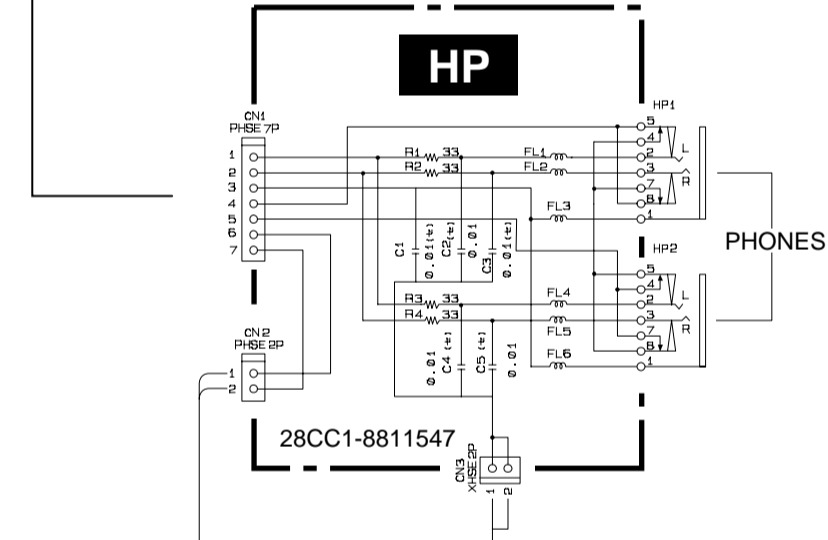 HP
CN1
PHSE 7P
1
2
3
4
5
6
7
R1 33
R2 33
FL1
FL2
FL3
C1
0.01(t)
C2(t)
0.01
C3
0.01(t)
HP1
5
4
2
3
7
8
1
L
R
PHONES
HP2
5
4
2
3
7
8
1
L
R
R3 33
R4 33
FL4
FL5
FL6
0.01
C4(t)
C5(t)
0.01
CN2
PHSE 2P
1
2
28CC1-8811547
CN3
XHSE 2P
1
2